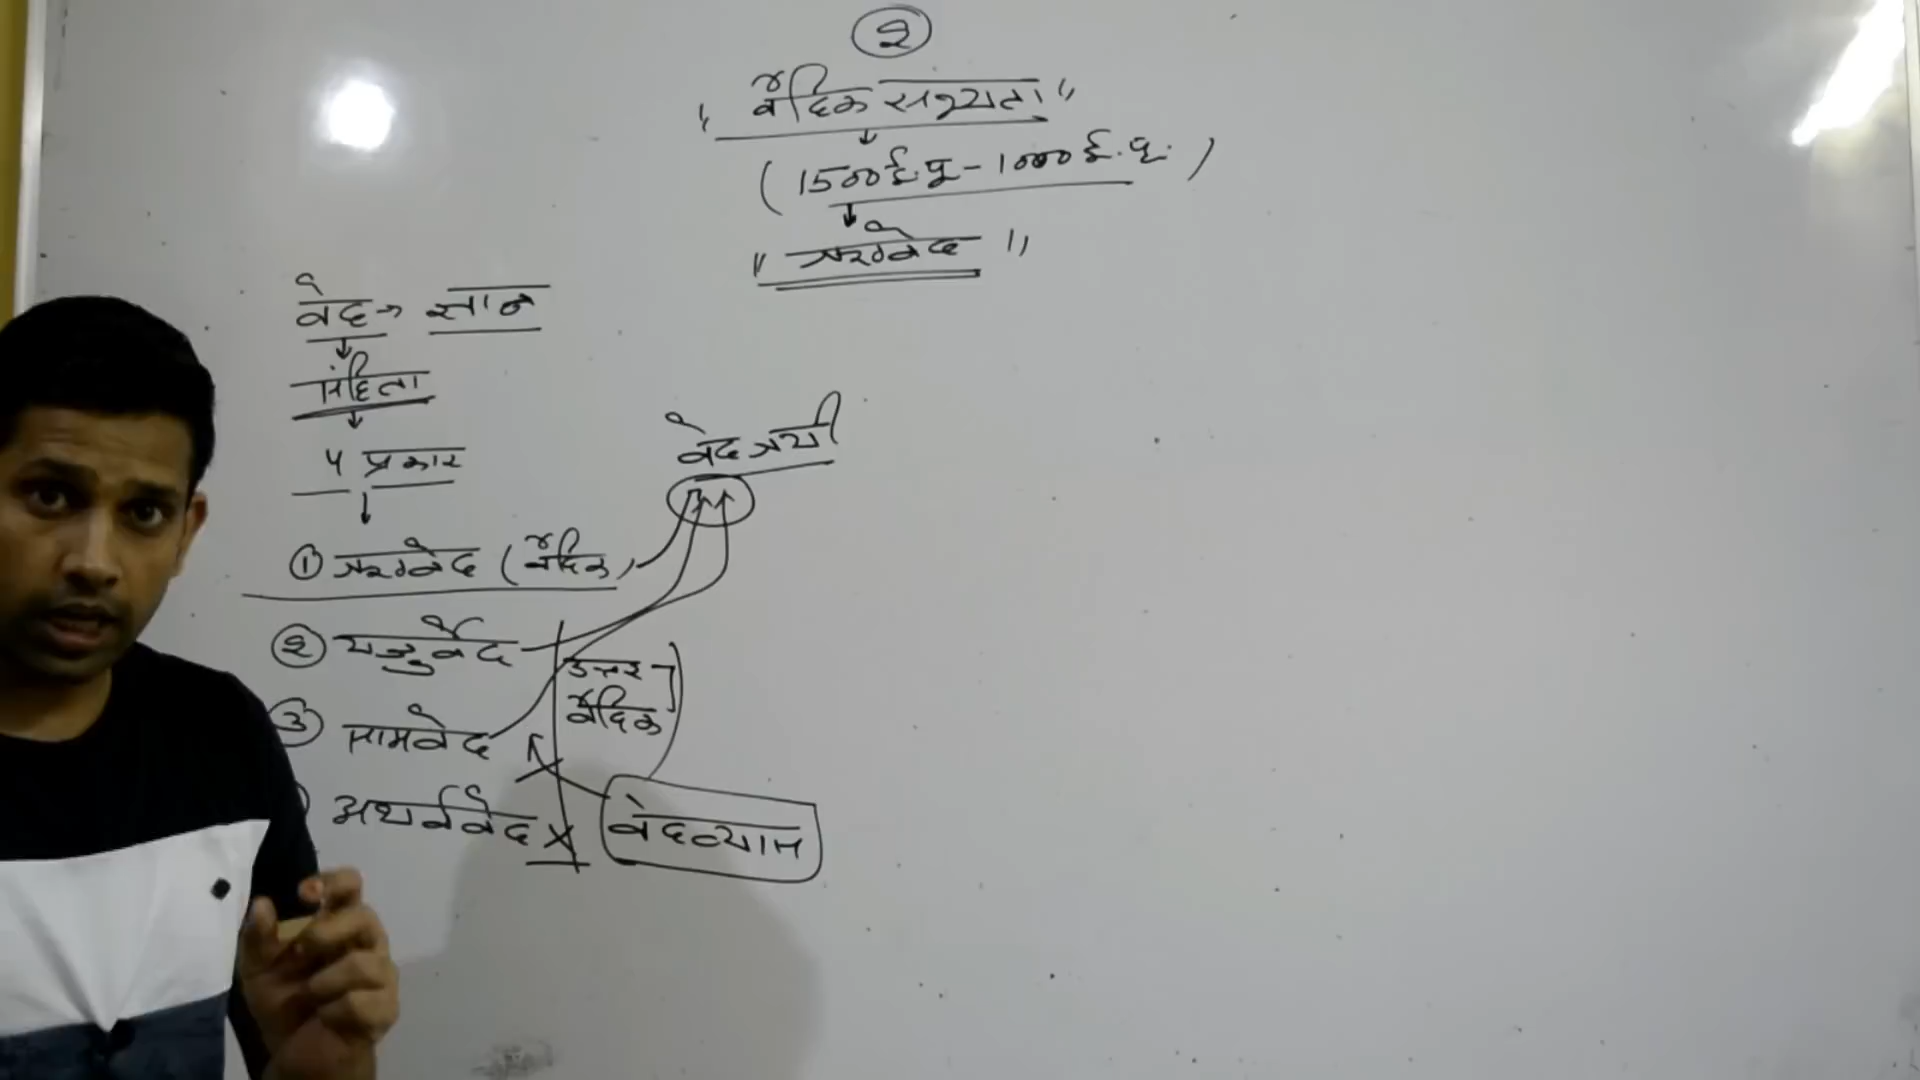 २
"वैदिक सभ्यता"
(1500 ई.पू - 1000 ई.पू.)
"ऋग्वेद"
वेद → ज्ञान
संहिता
4 प्रकार
वेदत्रयी
① ऋग्वेद (वैदिक)
② यजुर्वेद
उत्तर
वैदिक
③ सामवेद
अथर्ववेद ×
वेदव्यास